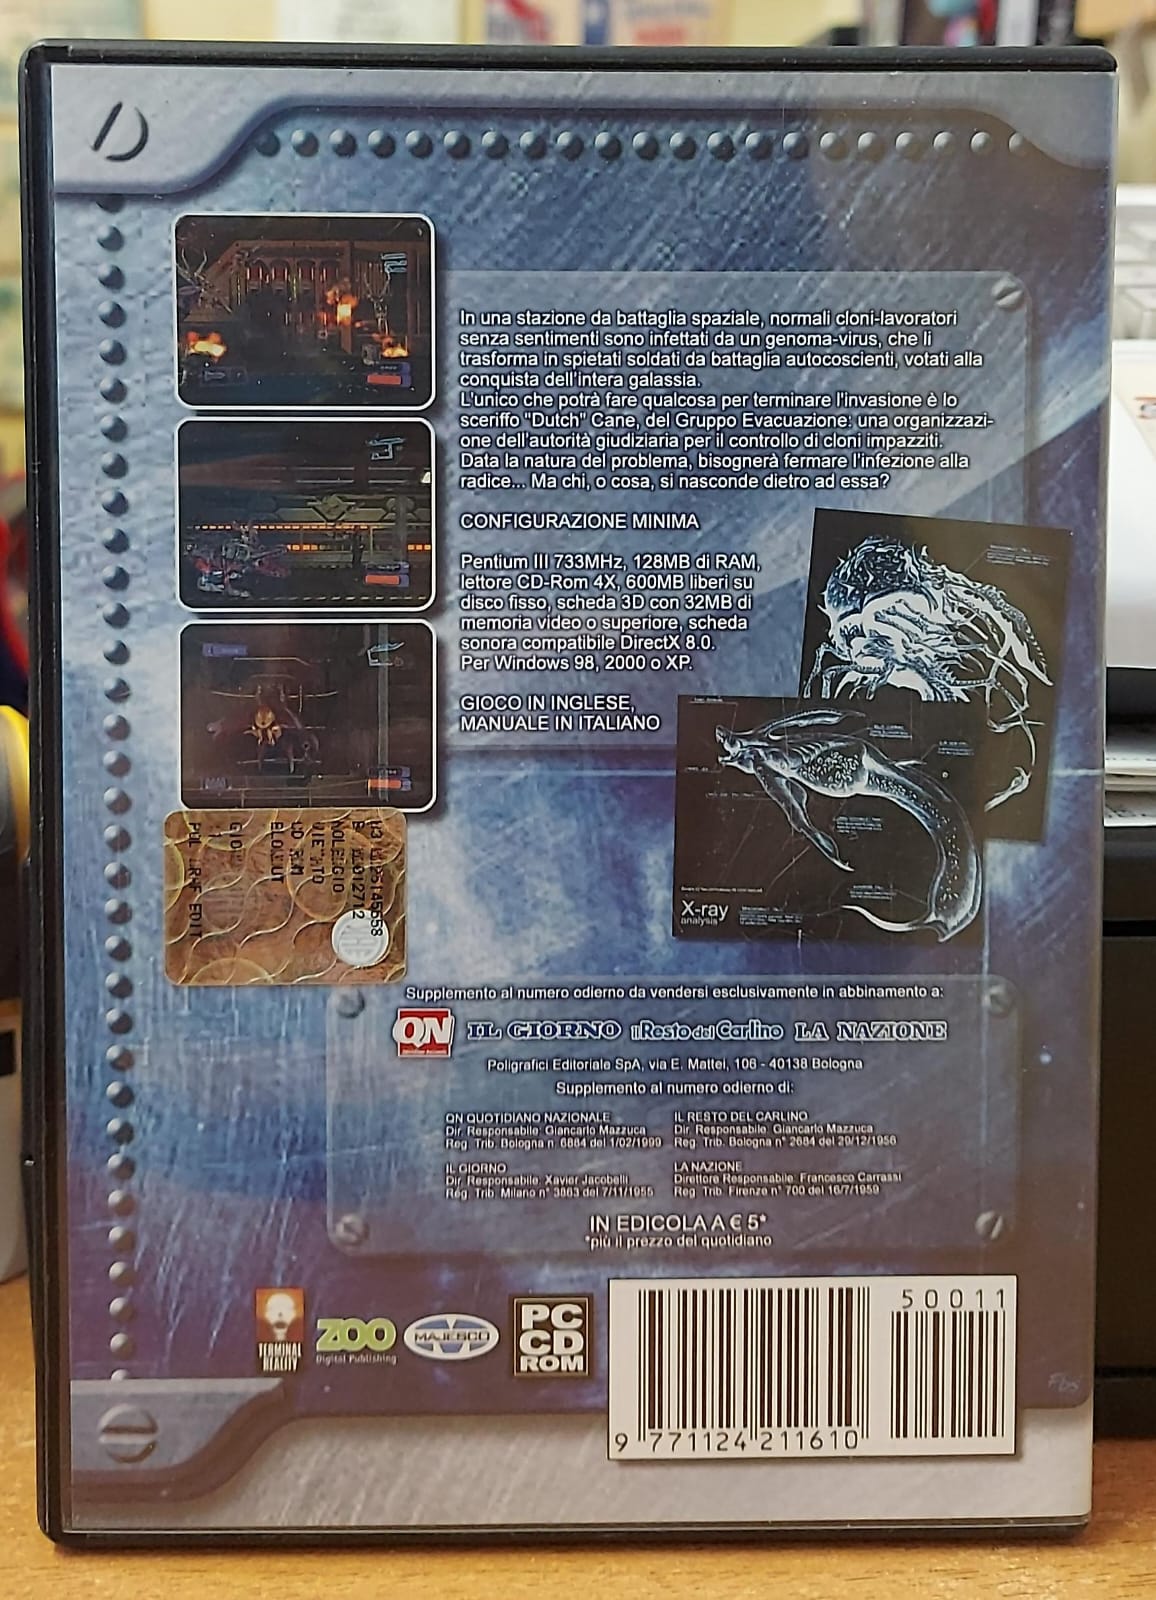 In una stazione da battaglia spaziale, normali cloni-lavoratori
senza sentimenti sono infettati da un genoma-virus, che li
trasforma in spietati soldati da battaglia autocoscienti, votati alla
conquista dell'intera galassia.
L'unico che potrà fare qualcosa per terminare l'invasione è lo
sceriffo "Dutch" Cane, del Gruppo Evacuazione: una organizzazi-
one dell'autorità giudiziaria per il controllo di cloni impazziti.
Data la natura del problema, bisognerà fermare l'infezione alla
radice... Ma chi, o cosa, si nasconde dietro ad essa?
CONFIGURAZIONE MINIMA
Pentium III 733MHz, 128MB di RAM,
lettore CD-Rom 4X, 600MB liberi su
disco fisso, scheda 3D con 32MB di
memoria video o superiore, scheda
sonora compatibile DirectX 8.0.
Per Windows 98, 2000 o XP.
GIOCO IN INGLESE,
MANUALE IN ITALIANO
X-ray
analysis
NOLEGGIO
Supplemento al numero odierno da vendersi esclusivamente in abbinamento a:
QN IL GIORNO il Resto del Carlino LA NAZIONE
Poligrafici Editoriale SpA, via E. Mattei, 106 - 40138 Bologna
Supplemento al numero odierno di:
QN QUOTIDIANO NAZIONALE
Dir. Responsabile: Giancarlo Mazzuca
Reg. Trib. Bologna n. 6884 del 1/02/1999
IL RESTO DEL CARLINO
Dir. Responsabile: Giancarlo Mazzuca
Reg. Trib. Bologna n° 2684 del 29/12/1956
IL GIORNO
Dir. Responsabile: Xavier Jacobelli
Reg. Trib. Milano n° 3863 del 7/11/1955
LA NAZIONE
Direttore Responsabile: Francesco Carrassi
Reg. Trib. Firenze n° 700 del 16/7/1959
IN EDICOLA A € 5*
*più il prezzo del quotidiano
TERMINAL
REALITY
ZOO
Digital Publishing
MAJESCO
PC
CD
ROM
50011
9 771124 211610